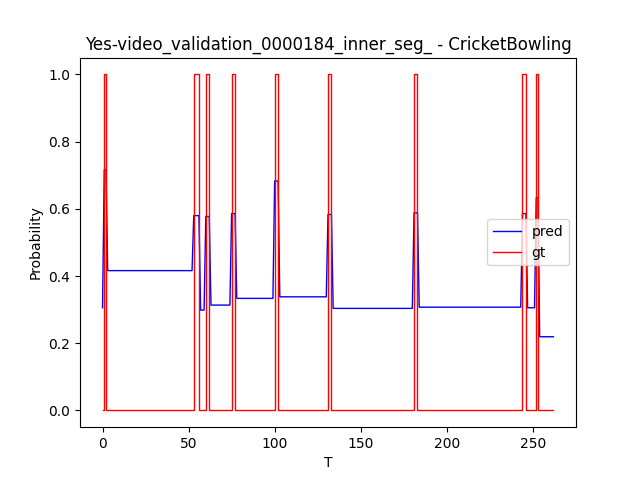 Yes-video_validation_0000184_inner_seg_ - CricketBowling
1.0
0.8
0.6
0.4
0.2
0.0
Probability
pred
gt
0 50 100 150 200 250
T